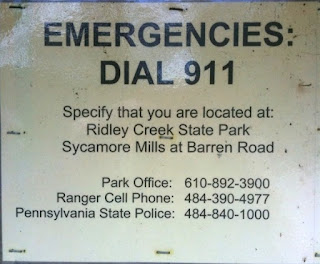 EMERGENCIES:
DIAL 911
Specify that you are located at:
Ridley Creek State Park
Sycamore Mills at Barren Road
Park Office: 610-892-3900
Ranger Cell Phone: 484-390-4977
Pennsylvania State Police: 484-840-1000